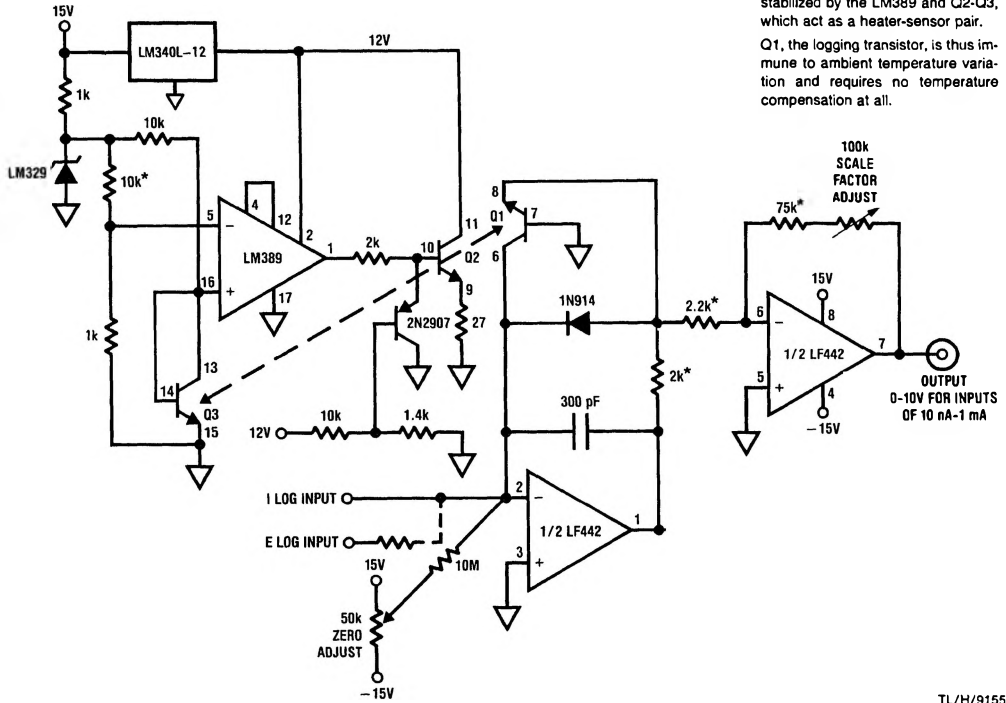 stabilized by the LM389 and Q2-Q3,
which act as a heater-sensor pair.
Q1, the logging transistor, is thus im-
mune to ambient temperature varia-
tion and requires no temperature
compensation at all.
15V
LM340L–12
12V
1k
10k
LM329
10k*
5
–
4
12
2
LM389
1
2k
16
+
17
10
11
Q2
9
27
8
Q1
7
6
2N2907
1k
13
14
Q3
15
12V
10k
1.4k
1N914
2k*
300 pF
I LOG INPUT
E LOG INPUT
2
–
1/2 LF442
1
3
+
10M
15V
50k
ZERO
ADJUST
–15V
100k
SCALE
FACTOR
ADJUST
75k*
2.2k*
15V
8
6
–
1/2 LF442
7
5
+
4
–15V
OUTPUT
0-10V FOR INPUTS
OF 10 nA-1 mA
TL/H/9155